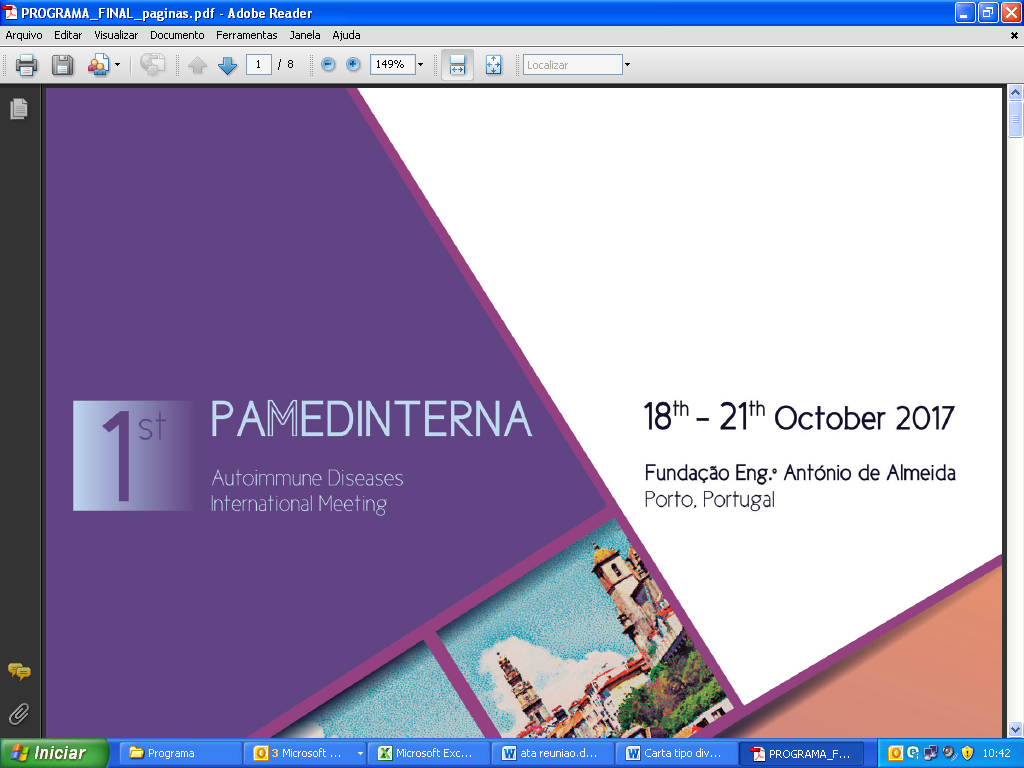 PROGRAMA_FINAL_paginas.pdf - Adobe Reader
Arquivo Editar Visualizar Documento Ferramentas Janela Ajuda
1 / 8 149% Localizar
1st
PAMEDINTERNA
Autoimmune Diseases
International Meeting
18th - 21th October 2017
Fundação Eng.º António de Almeida
Porto, Portugal
Iniciar Programa 3 Microsoft ... Microsoft Exc... ata reuniao.d... Carta tipo div... PROGRAMA_F... 10:42